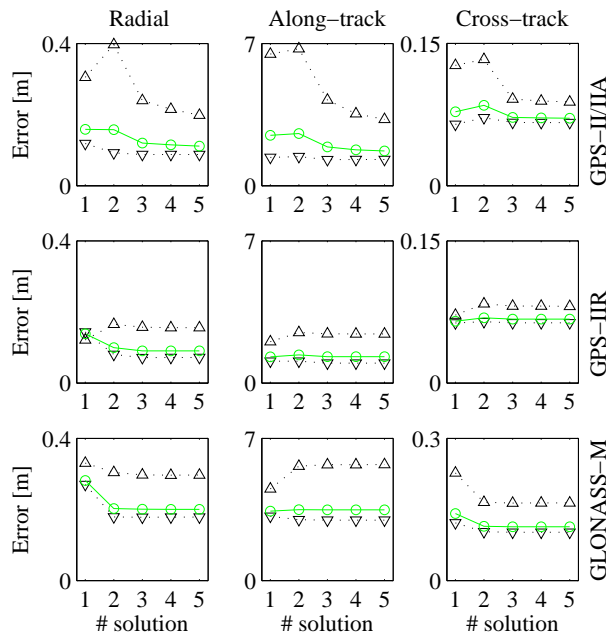 Radial Along-track Cross-track
0.4 7 0.15
Error [m]
GPS-II/IIA
0 0 0
1 2 3 4 5 1 2 3 4 5 1 2 3 4 5
0.4 7 0.15
Error [m]
GPS-IIR
0 0 0
1 2 3 4 5 1 2 3 4 5 1 2 3 4 5
0.4 7 0.3
Error [m]
GLONASS-M
0 0 0
1 2 3 4 5 1 2 3 4 5 1 2 3 4 5
# solution # solution # solution